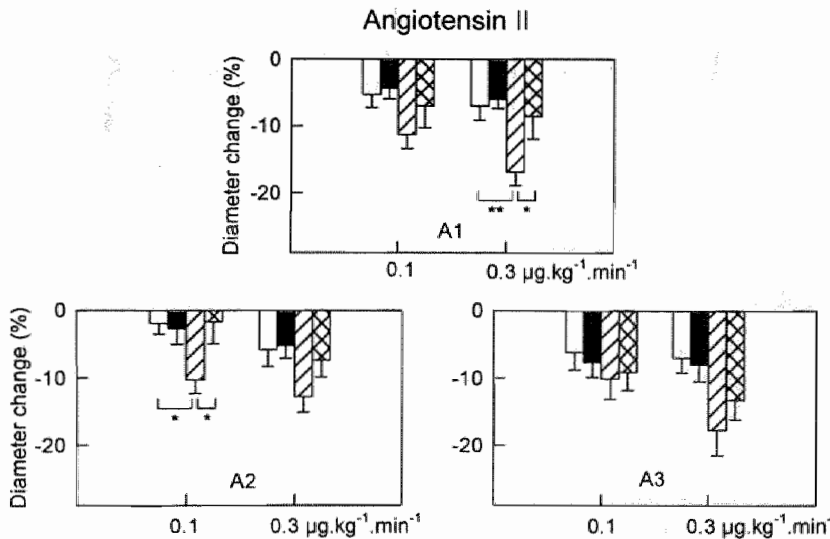 Angiotensin II
Diameter change (%)
0
-10
-20
** *
A1
0.1 0.3 µg.kg⁻¹.min⁻¹
Diameter change (%)
0
-10
-20
* *
A2
0.1 0.3 µg.kg⁻¹.min⁻¹
0
-10
-20
A3
0.1 0.3 µg.kg⁻¹.min⁻¹